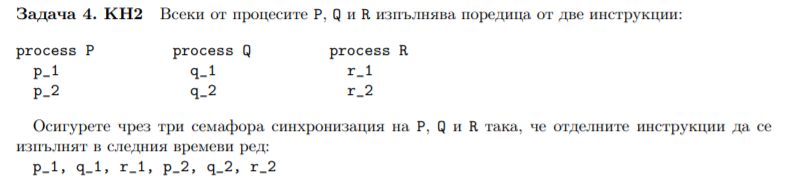 Задача 4. КН2 Всеки от процесите P, Q и R изпълнява поредица от две инструкции:
process P process Q process R
p_1 q_1 r_1
p_2 q_2 r_2
Осигурете чрез три семафора синхронизация на P, Q и R така, че отделните инструкции да се
изпълнят в следния времеви ред:
p_1, q_1, r_1, p_2, q_2, r_2